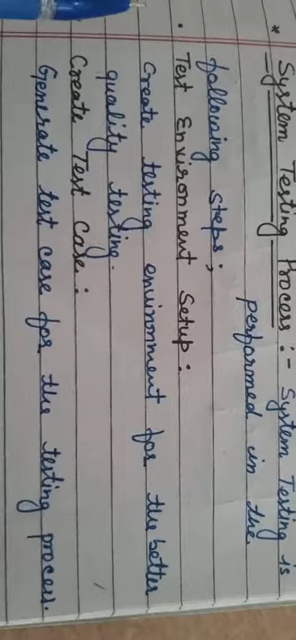 * System Testing Process :- System Testing is
performed in the
following steps;
• Test Environment Setup :
Create testing environment for the better
quality testing.
Create Test Case :
Generate test case for the testing process.